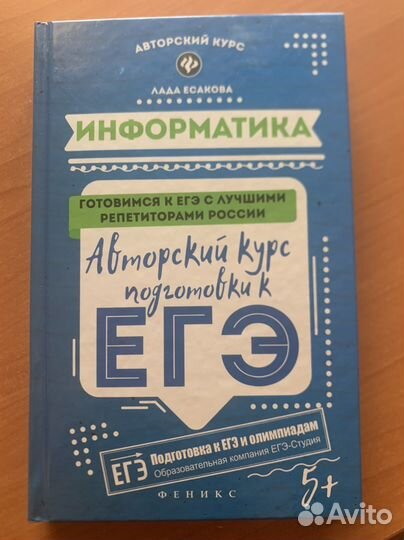 АВТОРСКИЙ КУРС
ЛАДА ЕСАКОВА
ИНФОРМАТИКА
ГОТОВИМСЯ К ЕГЭ С ЛУЧШИМИ
РЕПЕТИТОРАМИ РОССИИ
Авторский курс
подготовки к
ЕГЭ
ЕГЭ
Подготовка к ЕГЭ и олимпиадам
Образовательная компания ЕГЭ-Студия
ФЕНИКС
5+
Avito